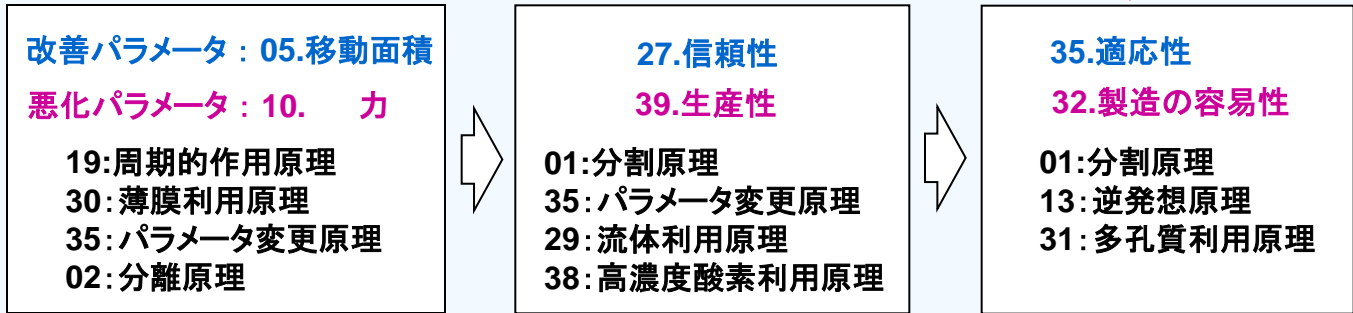 改善パラメータ：05.移動面積
悪化パラメータ：10.　力
19:周期的作用原理
30：薄膜利用原理
35：パラメータ変更原理
02：分離原理
27.信頼性
39.生産性
01:分割原理
35：パラメータ変更原理
29：流体利用原理
38：高濃度酸素利用原理
35.適応性
32.製造の容易性
01:分割原理
13：逆発想原理
31：多孔質利用原理